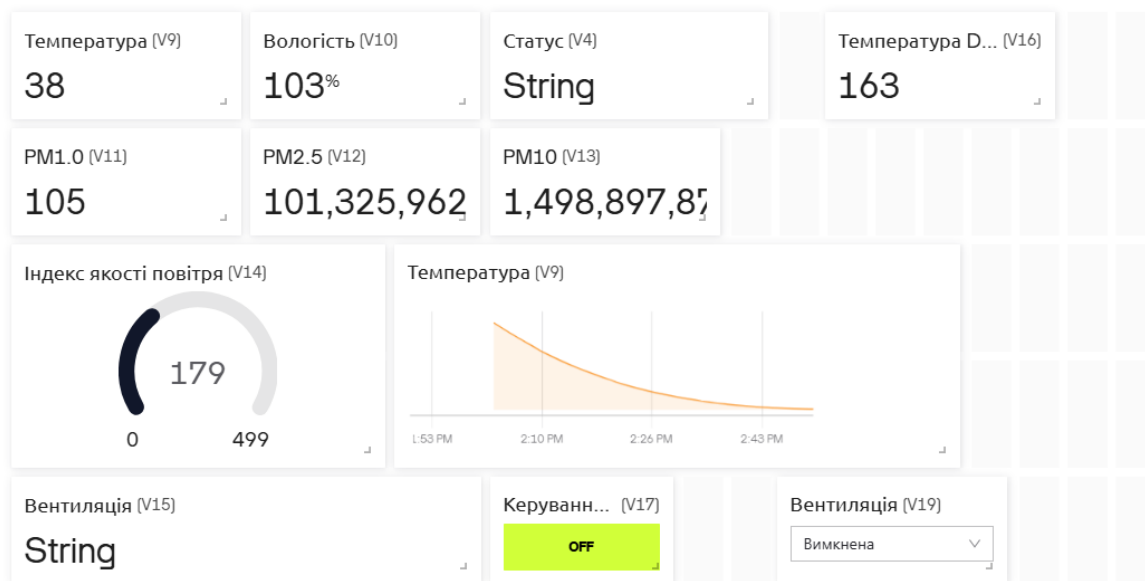 Температура (V9)
38
Вологість (V10)
103%
Статус (V4)
String
Температура D... (V16)
163
PM1.0 (V11)
105
PM2.5 (V12)
101,325,962
PM10 (V13)
1,498,897,87
Індекс якості повітря (V14)
179
0 499
Температура (V9)
1:53 PM 2:10 PM 2:26 PM 2:43 PM
Вентиляція (V15)
String
Керуванн... (V17)
OFF
Вентиляція (V19)
Вимкнена